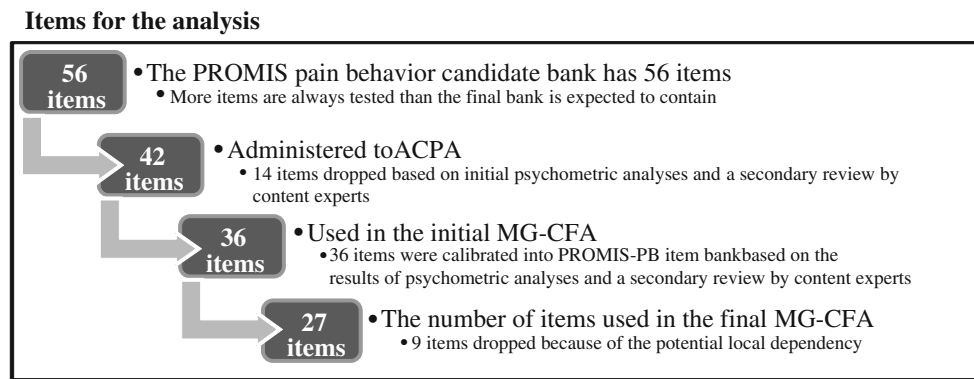 Items for the analysis
56
items
• The PROMIS pain behavior candidate bank has 56 items
• More items are always tested than the final bank is expected to contain
42
items
• Administered toACPA
• 14 items dropped based on initial psychometric analyses and a secondary review by
content experts
36
items
• Used in the initial MG-CFA
• 36 items were calibrated into PROMIS-PB item bankbased on the
results of psychometric analyses and a secondary review by content experts
27
items
• The number of items used in the final MG-CFA
• 9 items dropped because of the potential local dependency